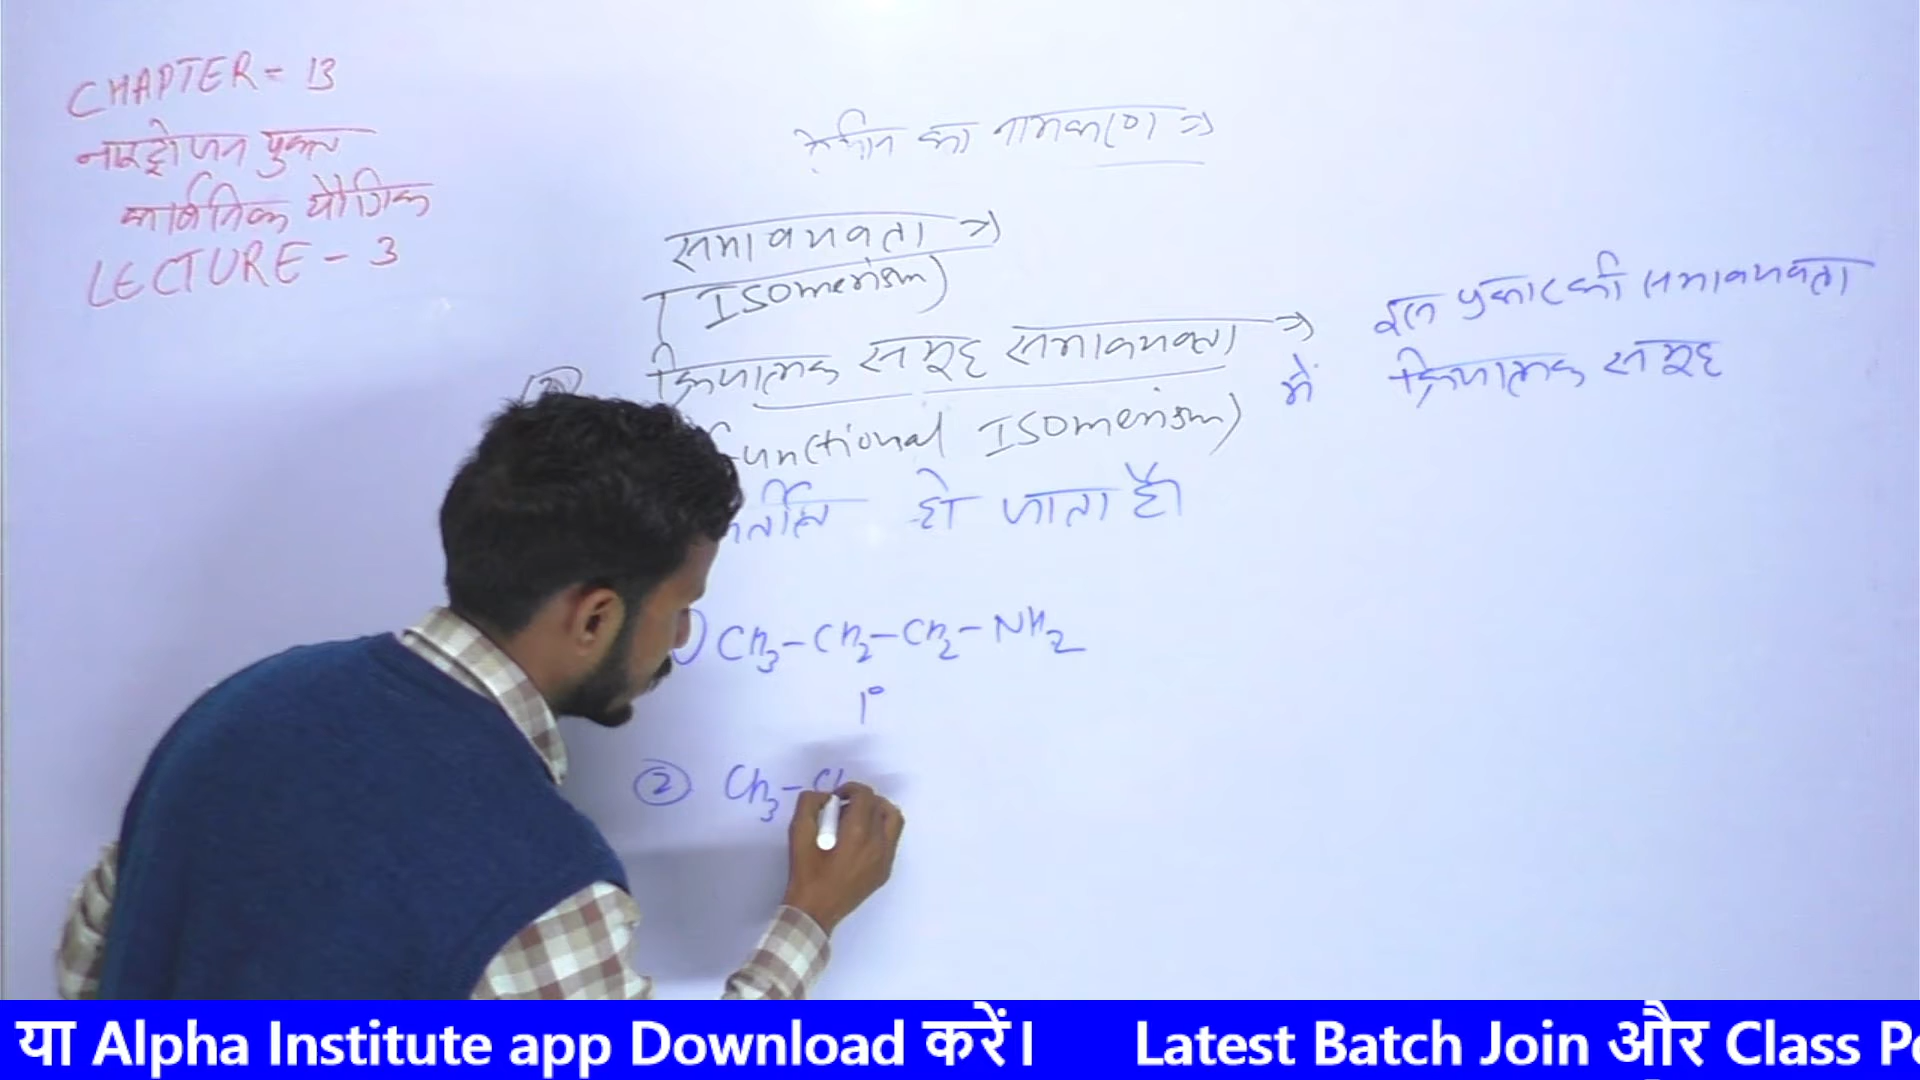 CHAPTER - 13
नाइट्रोजन युक्त
कार्बनिक यौगिक
LECTURE - 3
का नामकरण ⇒
समावयवता ⇒
(Isomerism)
क्रियात्मक समूह समावयवता ⇒ इस प्रकार की समावयवता
(Functional Isomerism) में क्रियात्मक समूह
हो जाता है।
) CH3-CH2-CH2-NH2
1°
② CH3-C
या Alpha Institute app Download करें। Latest Batch Join और Class